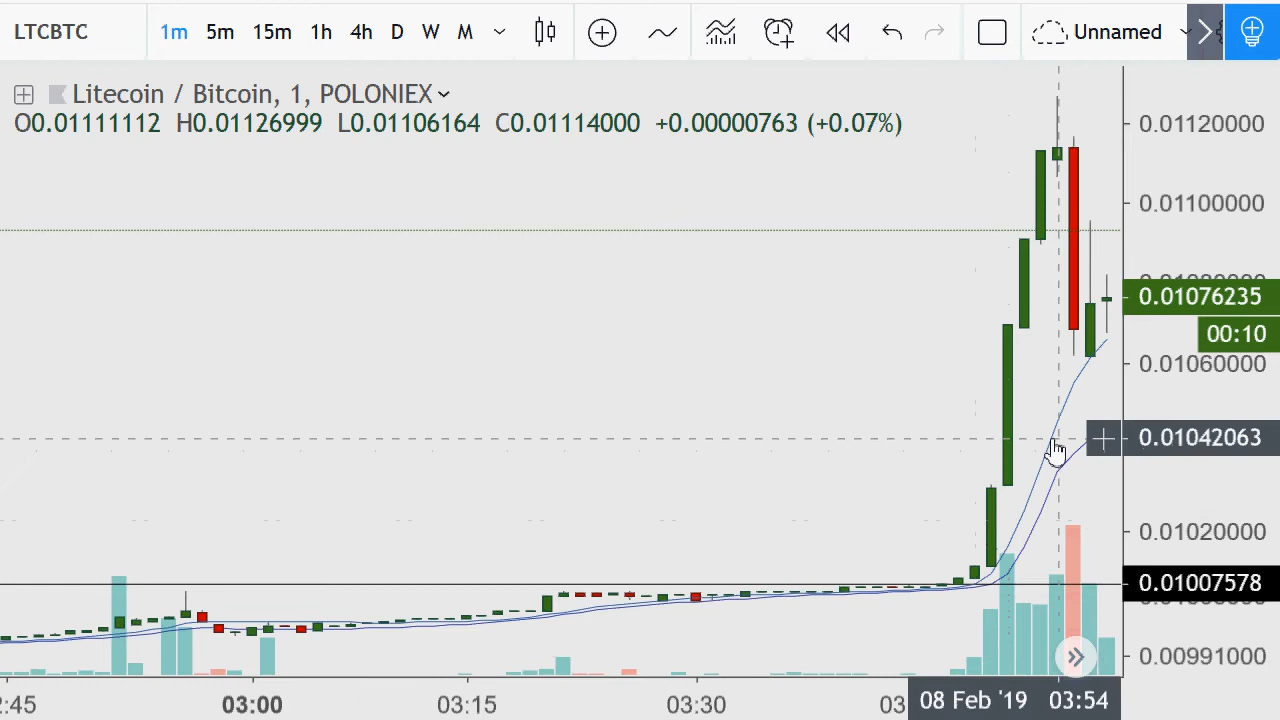 LTCBTC 1m 5m 15m 1h 4h D W M Unnamed
Litecoin / Bitcoin, 1, POLONIEX
O0.01111112 H0.01126999 L0.01106164 C0.01114000 +0.00000763 (+0.07%)
0.01120000
0.01100000
0.01076235
00:10
0.01060000
0.01042063
0.01020000
0.01007578
0.00991000
2:45 03:00 03:15 03:30 03 08 Feb '19 03:54